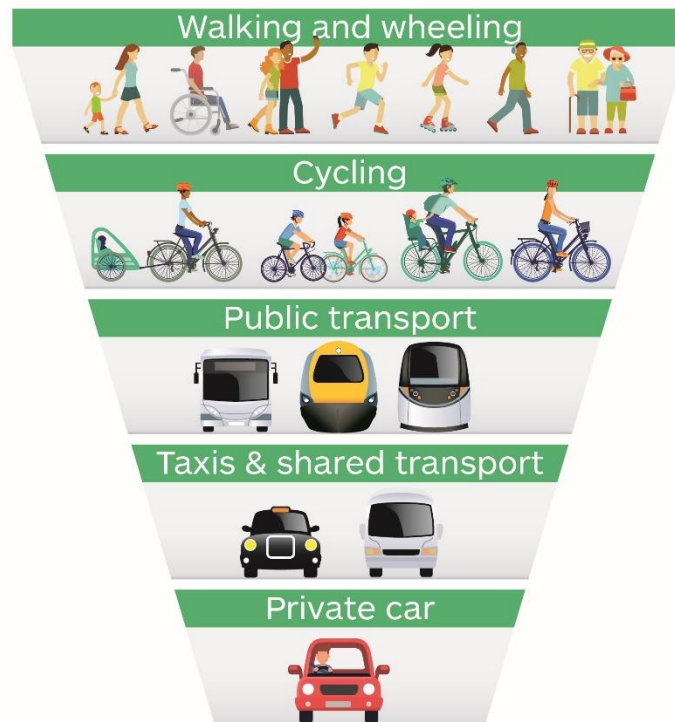 Walking and wheeling
Cycling
Public transport
Taxis & shared transport
Private car